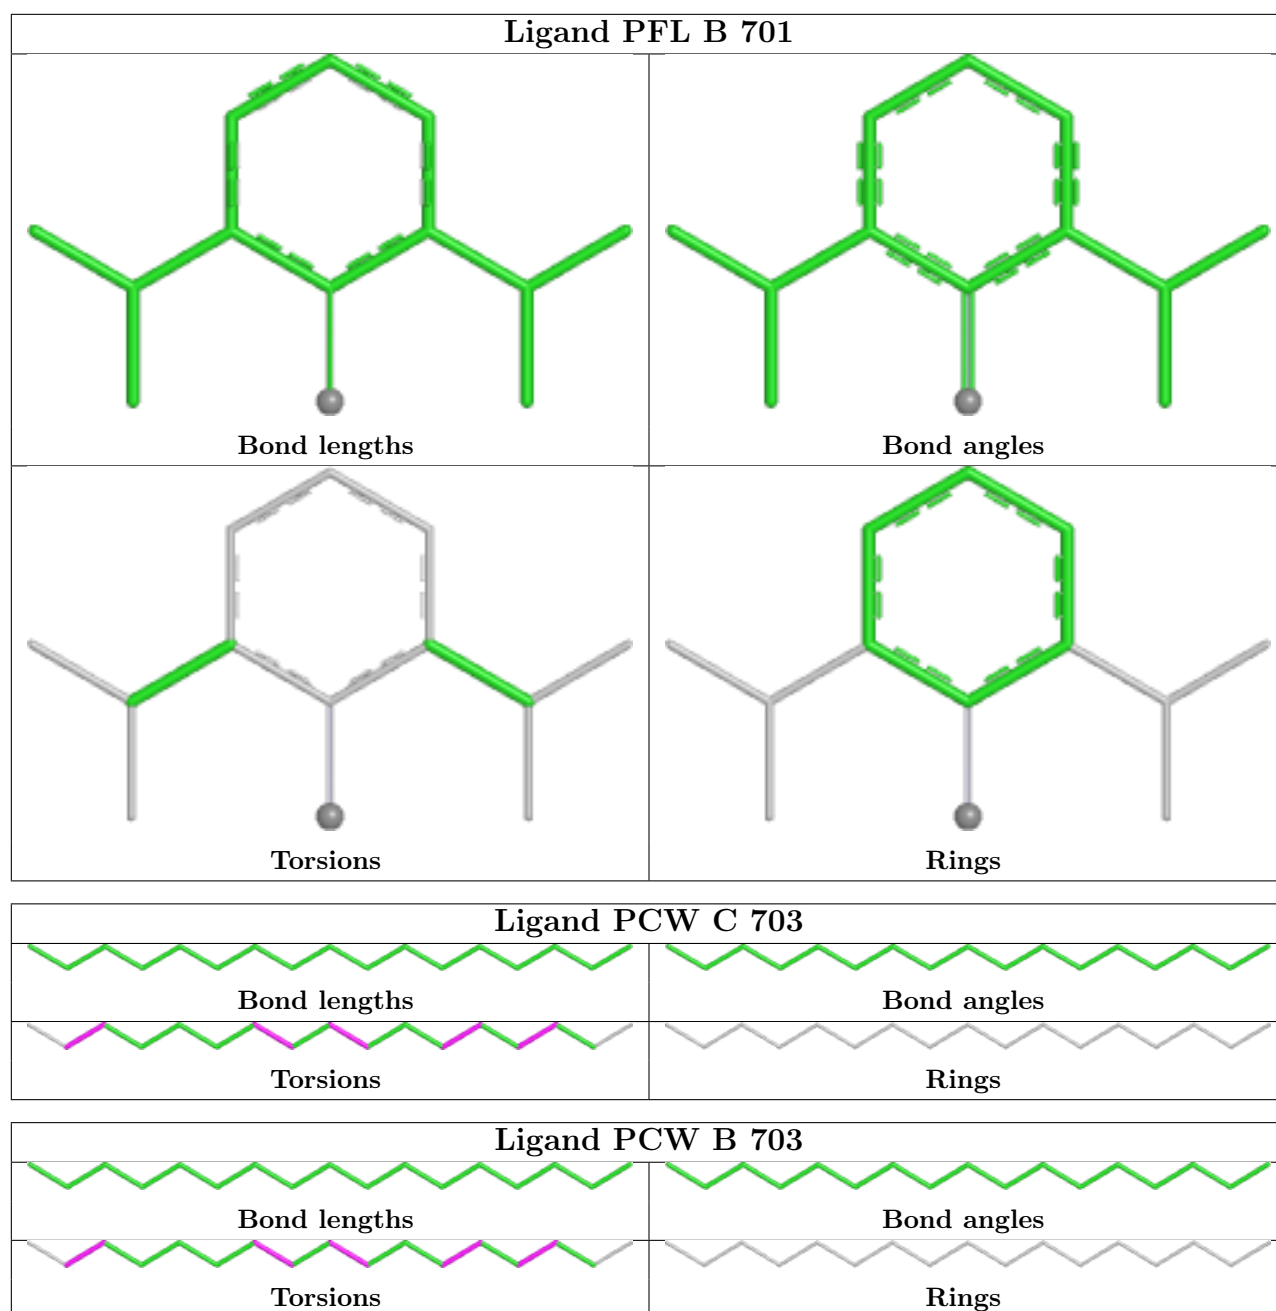 Ligand PFL B 701
Bond lengths
Bond angles
Torsions
Rings
Ligand PCW C 703
Bond lengths
Bond angles
Torsions
Rings
Ligand PCW B 703
Bond lengths
Bond angles
Torsions
Rings